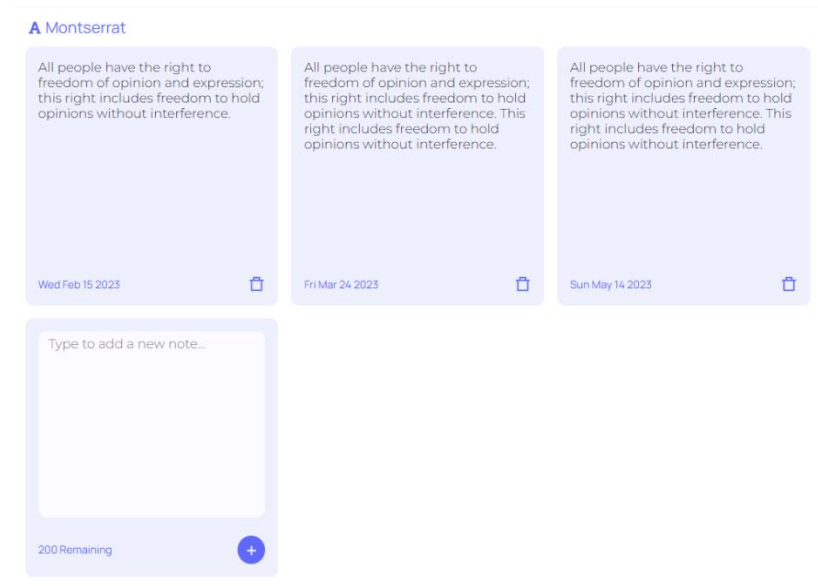 A Montserrat
All people have the right to
freedom of opinion and expression;
this right includes freedom to hold
opinions without interference.
Wed Feb 15 2023
All people have the right to
freedom of opinion and expression;
this right includes freedom to hold
opinions without interference. This
right includes freedom to hold
opinions without interference.
Fri Mar 24 2023
All people have the right to
freedom of opinion and expression;
this right includes freedom to hold
opinions without interference. This
right includes freedom to hold
opinions without interference.
Sun May 14 2023
Type to add a new note...
200 Remaining
+